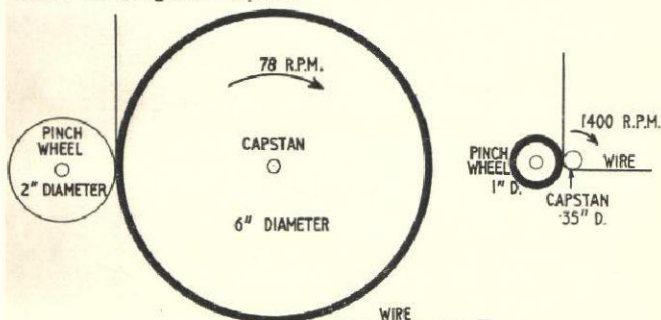 78 R.P.M.
PINCH
WHEEL
2" DIAMETER
CAPSTAN
6" DIAMETER
WIRE
1400 R.P.M.
PINCH
WHEEL
1" D.
WIRE
CAPSTAN
.35" D.